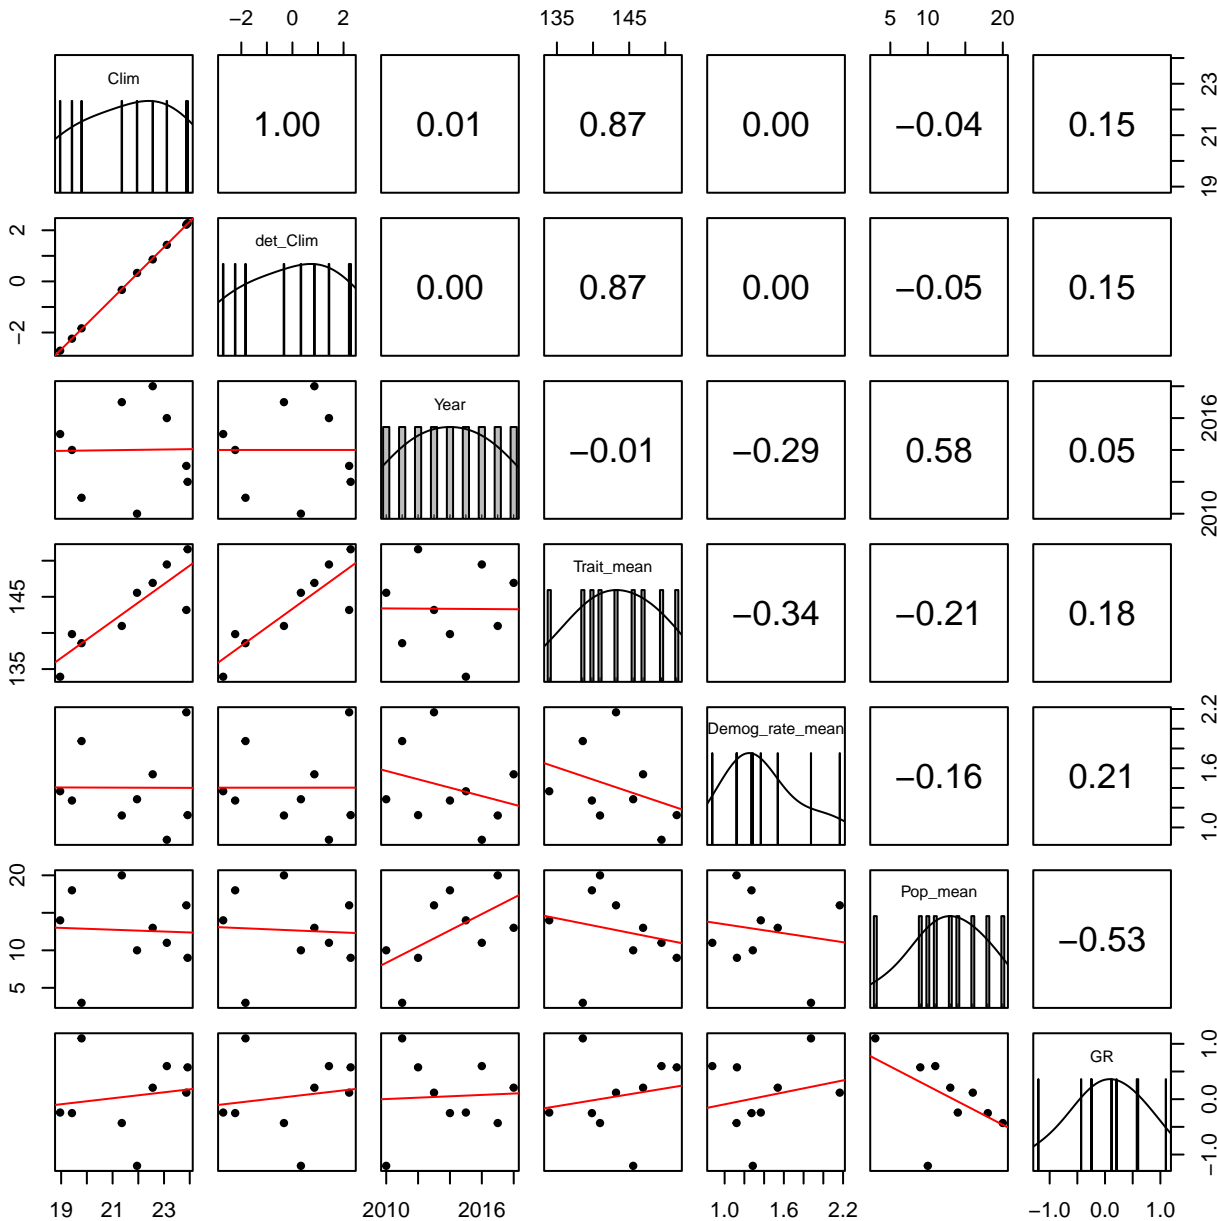 −2 0 2 135 145 5 10 20
Clim 1.00 0.01 0.87 0.00 −0.04 0.15 19 21 23
−2 0 2 det_Clim 0.00 0.87 0.00 −0.05 0.15
Year −0.01 −0.29 0.58 0.05 2010 2016
135 145 Trait_mean −0.34 −0.21 0.18
Demog_rate_mean −0.16 0.21 1.0 1.6 2.2
5 10 20 Pop_mean −0.53
GR −1.0 0.0 1.0
19 21 23 2010 2016 1.0 1.6 2.2 −1.0 0.0 1.0